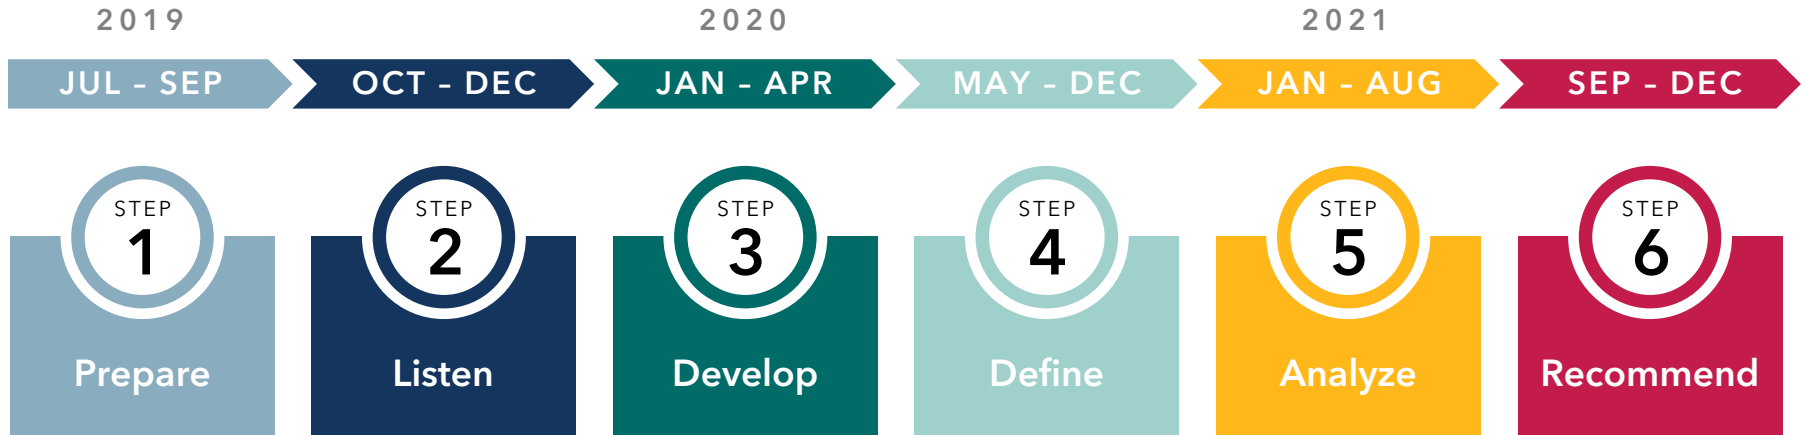 2019 2020 2021
JUL – SEP OCT – DEC JAN – APR MAY – DEC JAN – AUG SEP – DEC
STEP STEP STEP STEP STEP STEP
1 2 3 4 5 6
Prepare Listen Develop Define Analyze Recommend